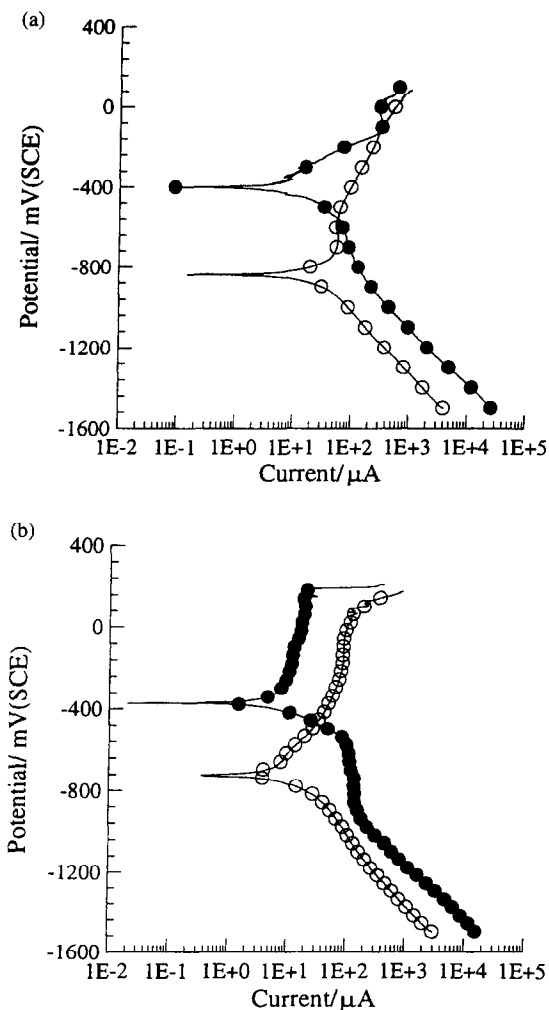 (a)
400
0
-400
-800
-1200
-1600
Potential/ mV(SCE)
1E-2 1E-1 1E+0 1E+1 1E+2 1E+3 1E+4 1E+5
Current/ μA
(b)
400
0
-400
-800
-1200
-1600
Potential/ mV(SCE)
1E-2 1E-1 1E+0 1E+1 1E+2 1E+3 1E+4 1E+5
Current/ μA